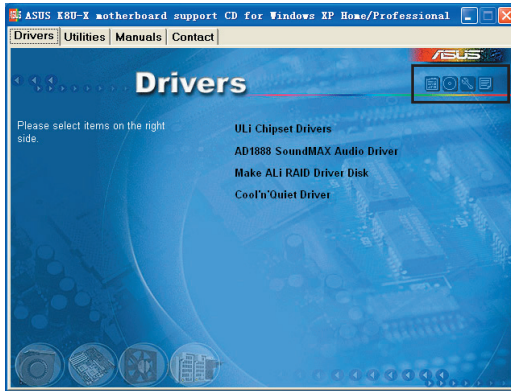 ASUS K8U-X motherboard support CD for Windows XP Home/Professional
Drivers Utilities Manuals Contact
ASUS
Drivers
Please select items on the right
side.
ULi Chipset Drivers
AD1888 SoundMAX Audio Driver
Make ALi RAID Driver Disk
Cool'n'Quiet Driver